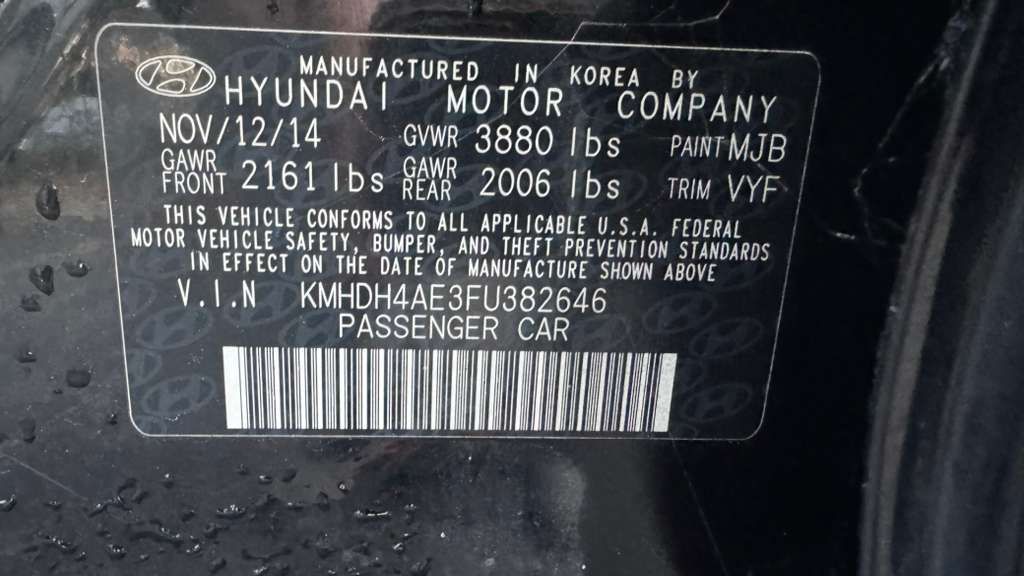 MANUFACTURED IN KOREA BY
HYUNDAI MOTOR COMPANY
NOV/12/14 GVWR 3880 lbs PAINT MJB
GAWR FRONT 2161 lbs GAWR REAR 2006 lbs TRIM VYF
THIS VEHICLE CONFORMS TO ALL APPLICABLE U.S.A. FEDERAL
MOTOR VEHICLE SAFETY, BUMPER, AND THEFT PREVENTION STANDARDS
IN EFFECT ON THE DATE OF MANUFACTURE SHOWN ABOVE
V.I.N KMHDH4AE3FU382646
PASSENGER CAR